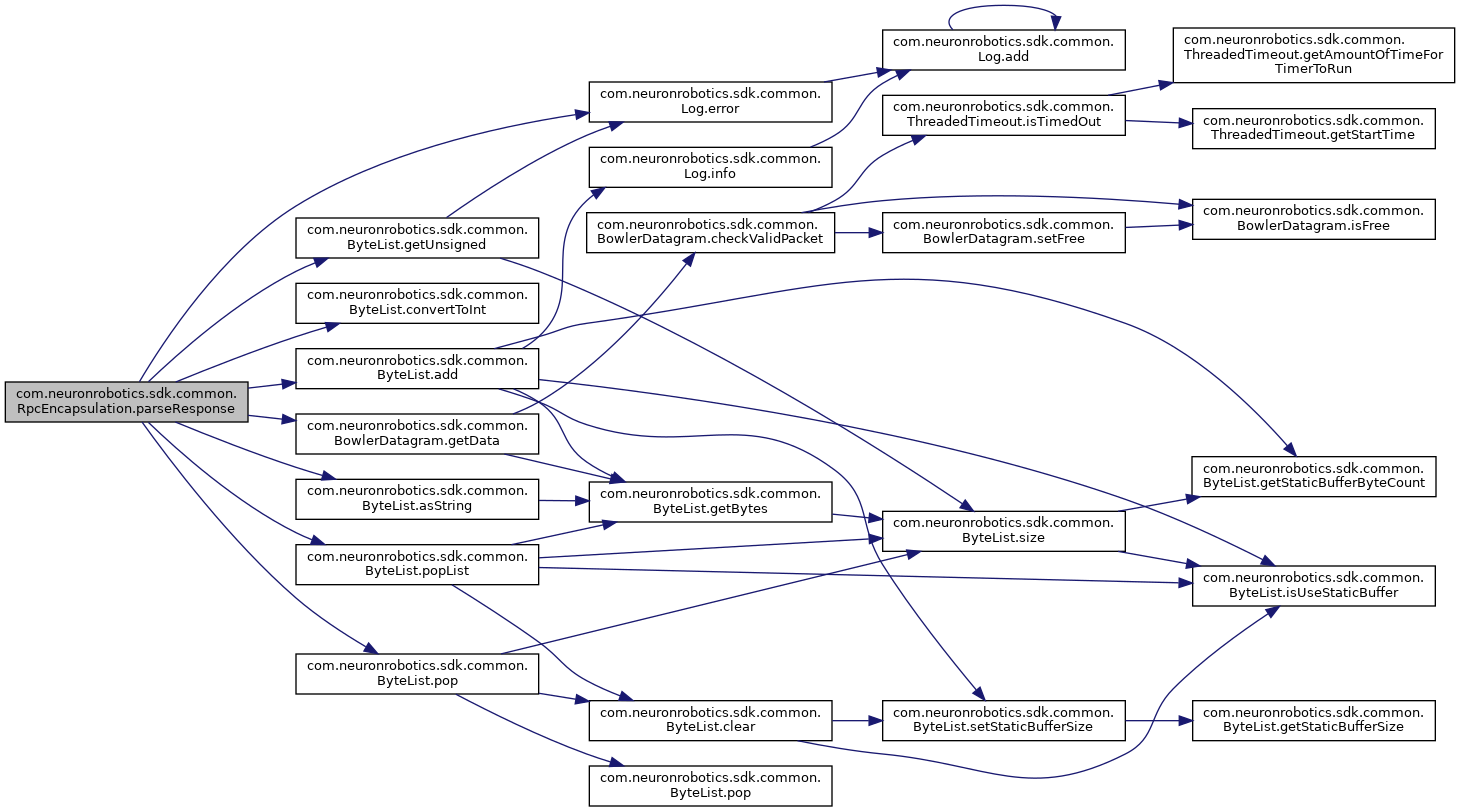 com.neuronrobotics.sdk.common.
RpcEncapsulation.parseResponse
com.neuronrobotics.sdk.common.
ByteList.getUnsigned
com.neuronrobotics.sdk.common.
ByteList.convertToInt
com.neuronrobotics.sdk.common.
ByteList.add
com.neuronrobotics.sdk.common.
BowlerDatagram.getData
com.neuronrobotics.sdk.common.
ByteList.asString
com.neuronrobotics.sdk.common.
ByteList.popList
com.neuronrobotics.sdk.common.
ByteList.pop
com.neuronrobotics.sdk.common.
Log.error
com.neuronrobotics.sdk.common.
Log.info
com.neuronrobotics.sdk.common.
BowlerDatagram.checkValidPacket
com.neuronrobotics.sdk.common.
ByteList.getBytes
com.neuronrobotics.sdk.common.
ByteList.clear
com.neuronrobotics.sdk.common.
ByteList.pop
com.neuronrobotics.sdk.common.
Log.add
com.neuronrobotics.sdk.common.
ThreadedTimeout.isTimedOut
com.neuronrobotics.sdk.common.
BowlerDatagram.setFree
com.neuronrobotics.sdk.common.
ByteList.size
com.neuronrobotics.sdk.common.
ByteList.setStaticBufferSize
com.neuronrobotics.sdk.common.
ThreadedTimeout.getAmountOfTimeFor
TimerToRun
com.neuronrobotics.sdk.common.
ThreadedTimeout.getStartTime
com.neuronrobotics.sdk.common.
BowlerDatagram.isFree
com.neuronrobotics.sdk.common.
ByteList.getStaticBufferByteCount
com.neuronrobotics.sdk.common.
ByteList.isUseStaticBuffer
com.neuronrobotics.sdk.common.
ByteList.getStaticBufferSize